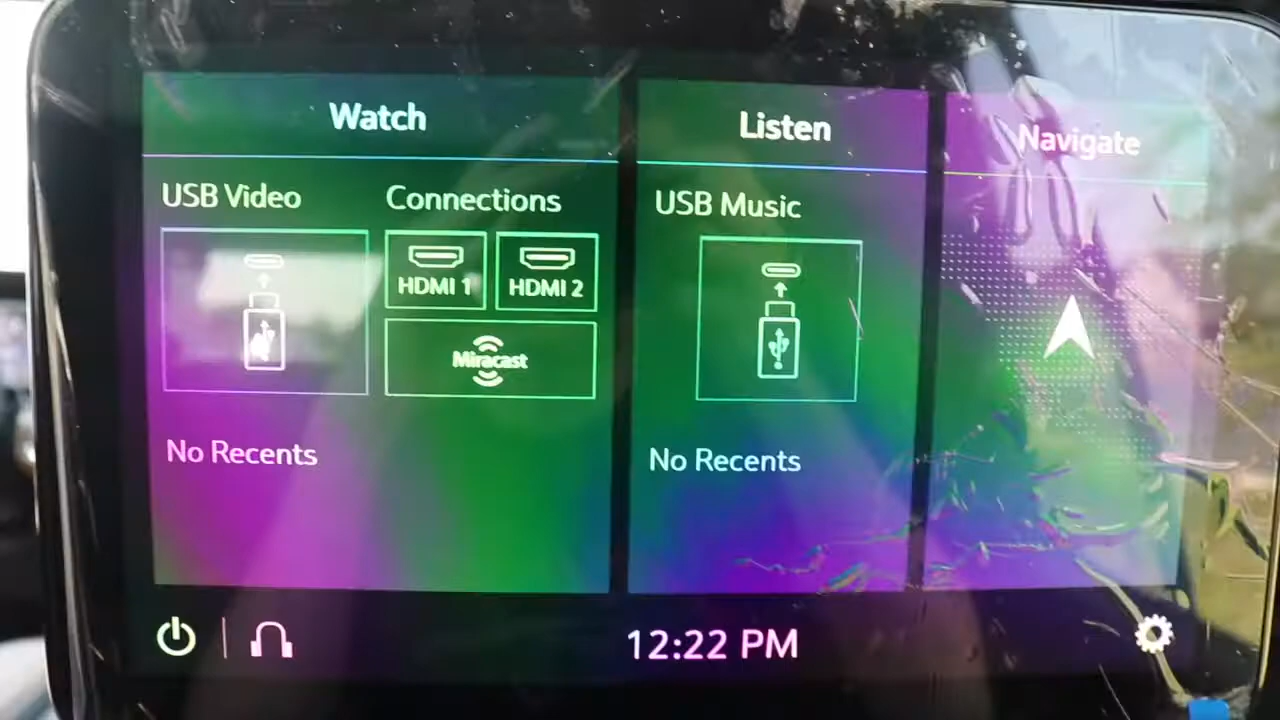 Watch
Listen
Navigate
USB Video
Connections
USB Music
HDMI 1
HDMI 2
Miracast
No Recents
No Recents
12:22 PM